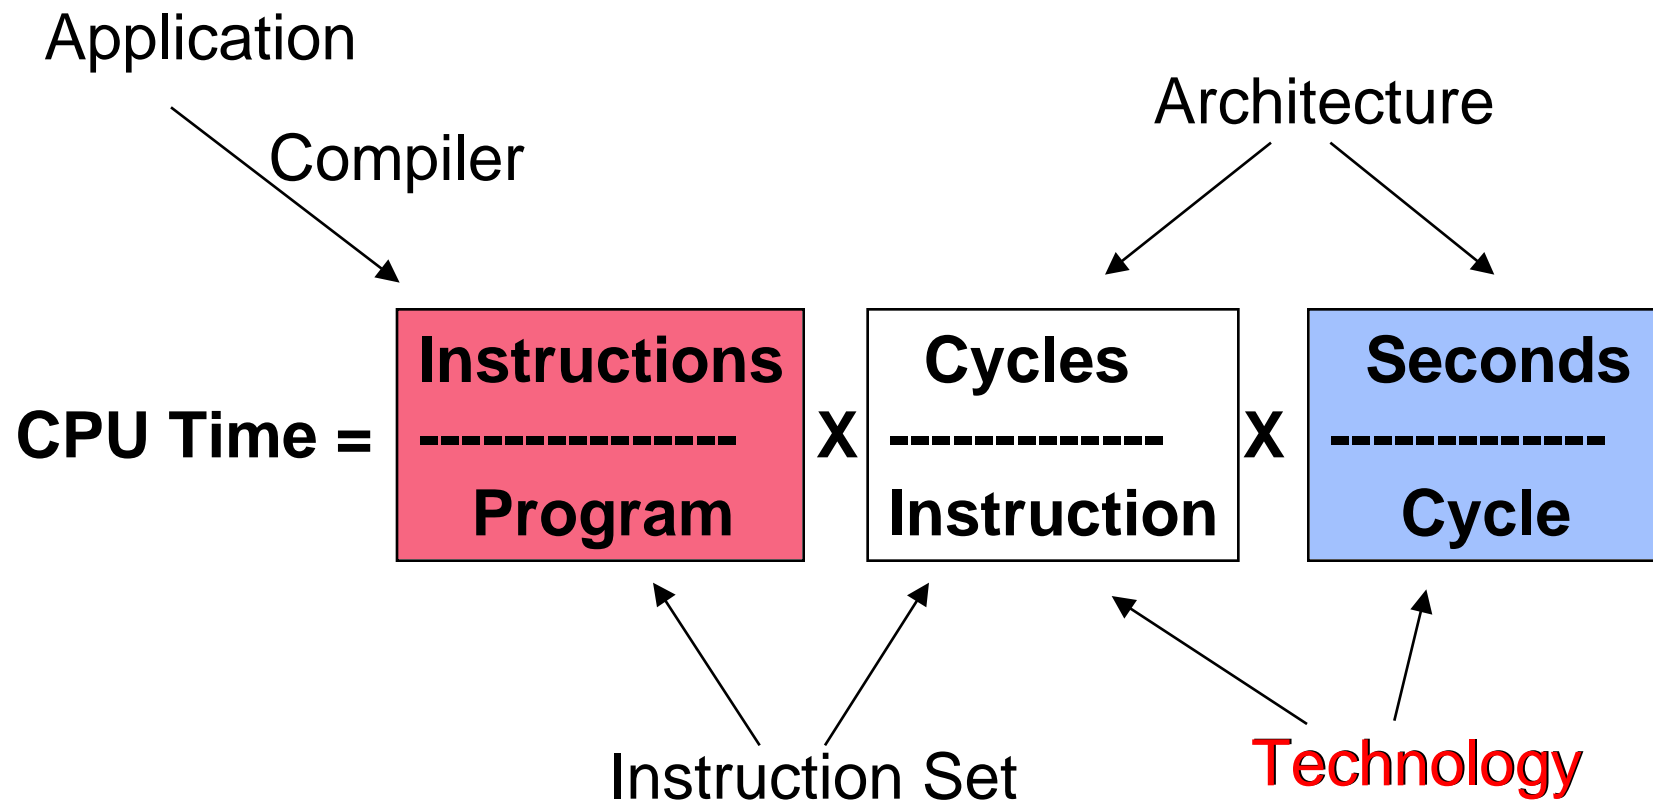 Application
Architecture
Compiler
Instructions Cycles Seconds
CPU Time = --------------- X ------------- X -------------
Program Instruction Cycle
Instruction Set Technology